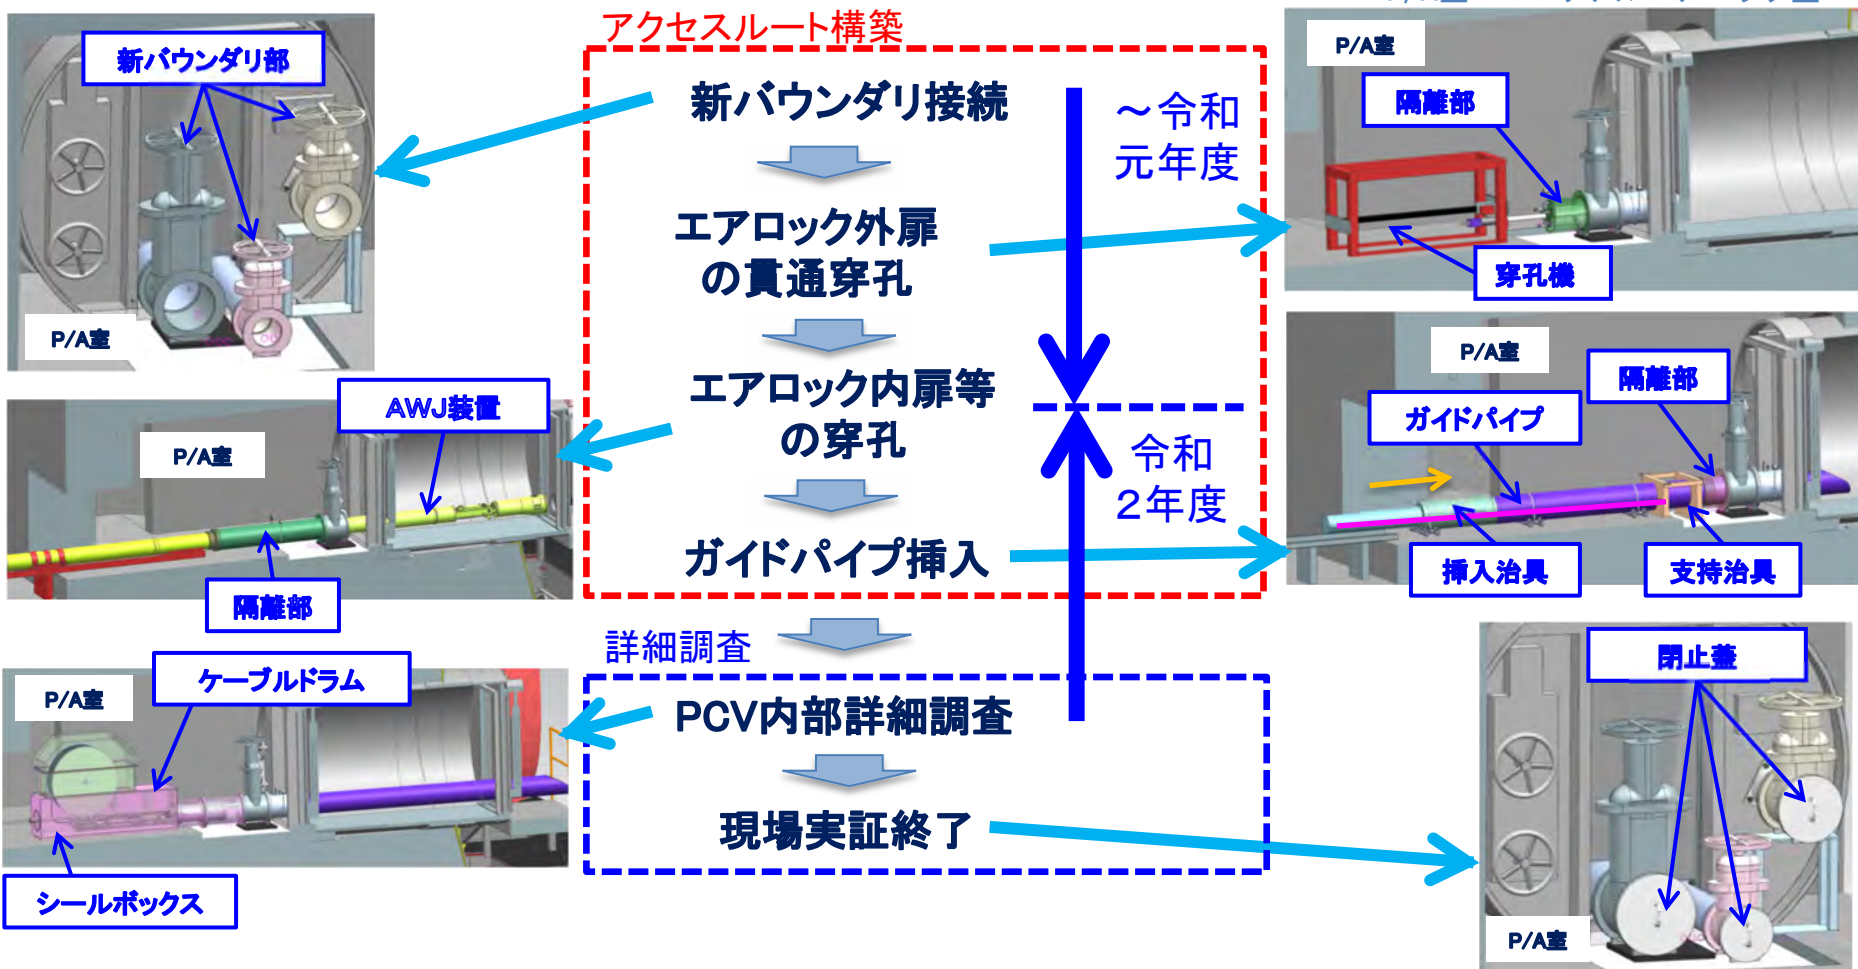 アクセスルート構築
新バウンダリ部
P/A室
新バウンダリ接続
～令和
元年度
P/A室
隔離部
穿孔機
エアロック外扉
の貫通穿孔
エアロック内扉等
の穿孔
AWJ装置
P/A室
隔離部
令和
2年度
P/A室
隔離部
ガイドパイプ
挿入治具
支持治具
ガイドパイプ挿入
詳細調査
P/A室
ケーブルドラム
シールボックス
PCV内部詳細調査
現場実証終了
閉止蓋
P/A室